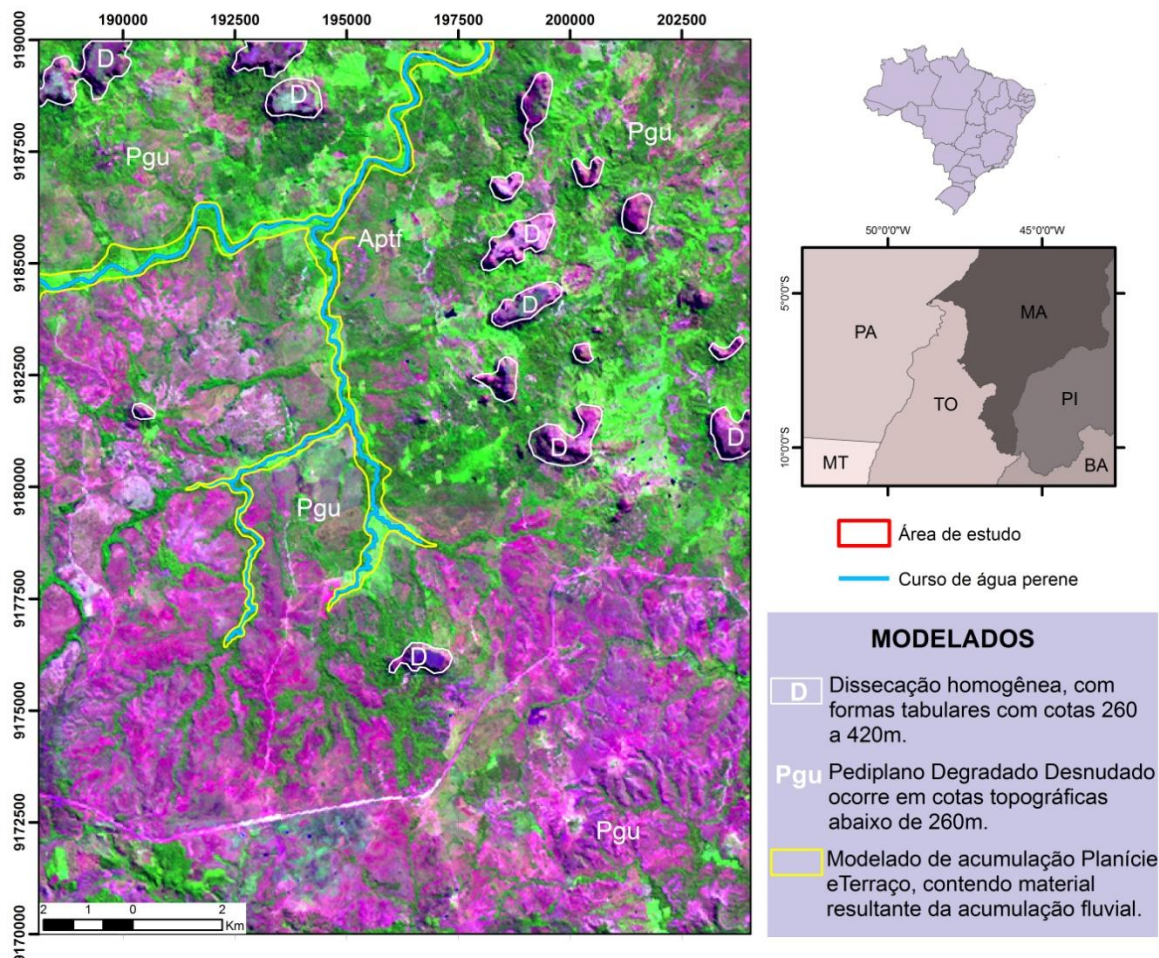 190000 192500 195000 197500 200000 202500
9190000
9187500
9185000
9182500
9180000
9177500
9175000
9172500
9170000
D
D
Pgu
Pgu
Aptf
D
D
D
D
Pgu
D
Pgu
2 1 0 2
Km
50°0'0"W 45°0'0"W
5°0'0"S
10°0'0"S
PA
MA
TO
PI
MT
BA
Área de estudo
Curso de água perene
MODELADOS
D Dissecação homogênea, com
formas tabulares com cotas 260
a 420m.
Pgu Pediplano Degradado Desnudado
ocorre em cotas topográficas
abaixo de 260m.
Modelado de acumulação Planície
eTerraço, contendo material
resultante da acumulação fluvial.